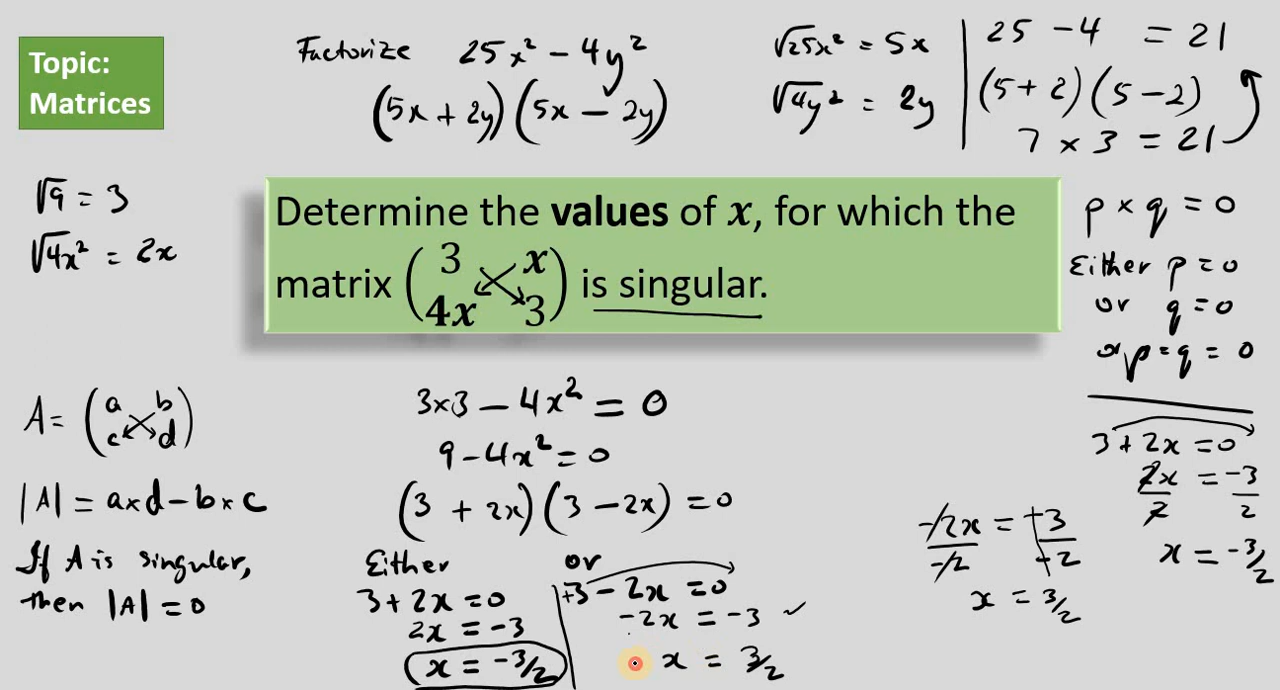 Topic:
Matrices
Factorize 25x² − 4y²
(5x + 2y)(5x − 2y)
√25x² = 5x
√4y² = 2y
25 − 4 = 21
(5 + 2)(5 − 2)
7 × 3 = 21
√9 = 3
√4x² = 2x
Determine the values of x, for which the
matrix (3 x
4x 3) is singular.
p × q = 0
Either p = 0
or q = 0
or p = q = 0
A = (a b
c d)
|A| = a×d − b×c
If A is singular,
then |A| = 0
3×3 − 4x² = 0
9 − 4x² = 0
(3 + 2x)(3 − 2x) = 0
Either or
3 + 2x = 0
2x = −3
x = −3/2
+3 − 2x = 0
−2x = −3 ✓
x = 3/2
−2x/−2 = +3/+2
x = 3/2
3 + 2x = 0
2x/2 = −3/2
x = −3/2